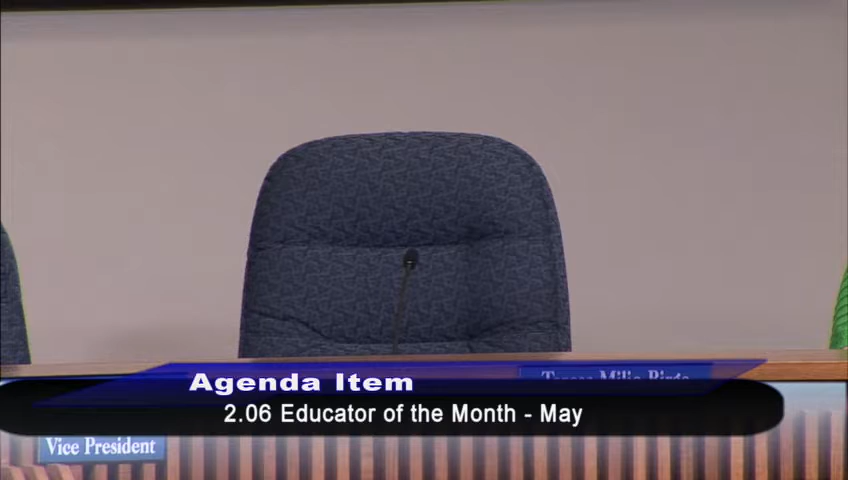 Agenda Item
2.06 Educator of the Month - May
Vice President